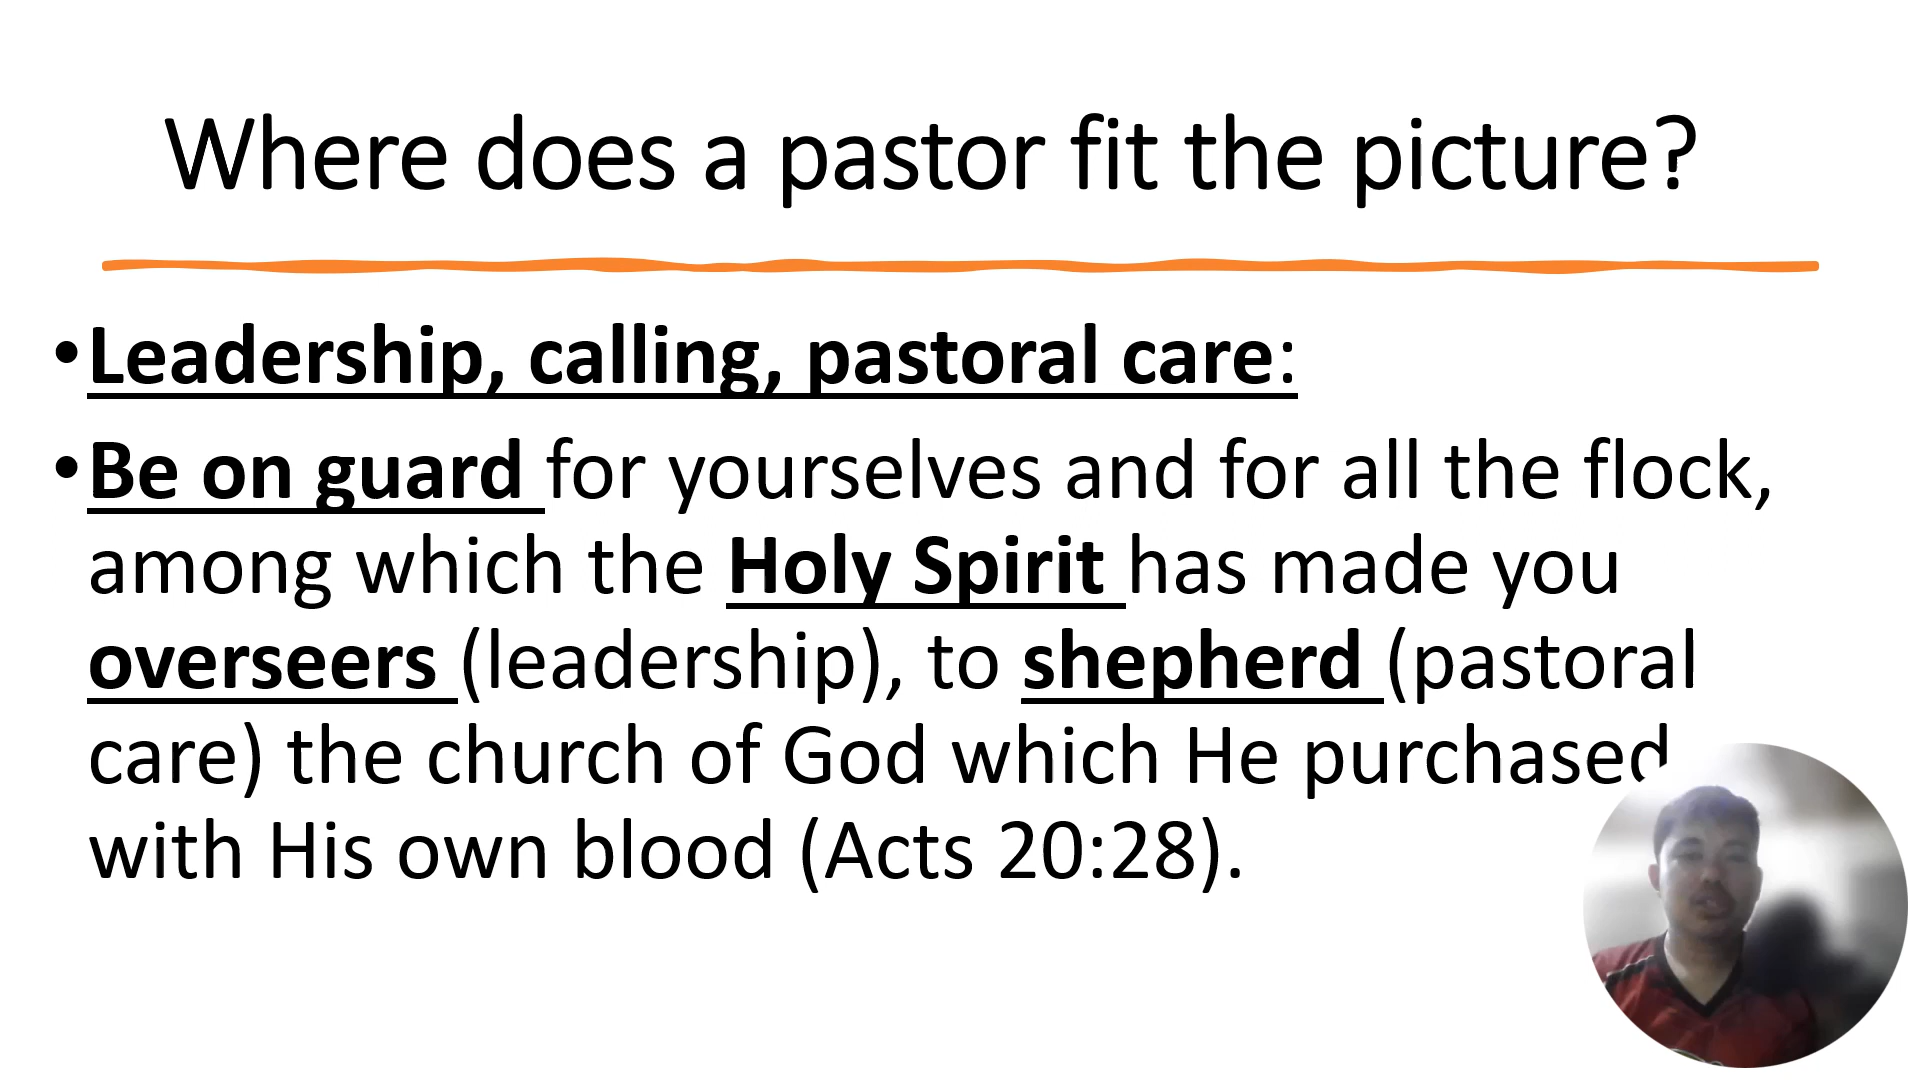 Where does a pastor fit the picture?
•Leadership, calling, pastoral care:
•Be on guard for yourselves and for all the flock,
among which the Holy Spirit has made you
overseers (leadership), to shepherd (pastoral
care) the church of God which He purchased
with His own blood (Acts 20:28).